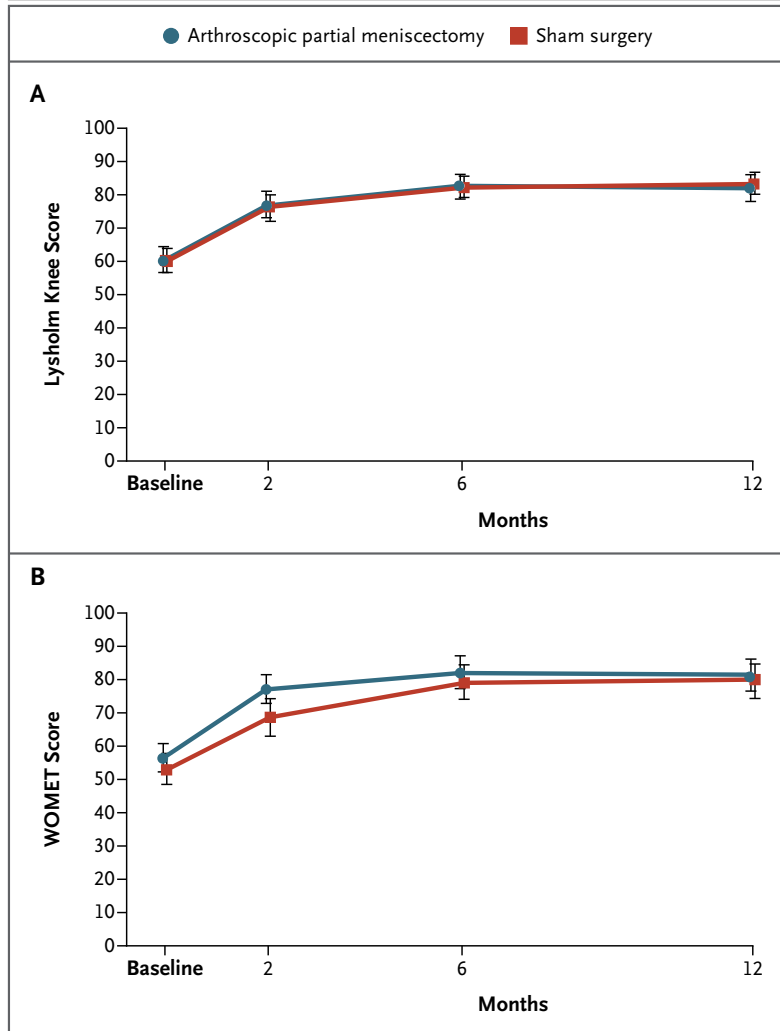 Arthroscopic partial meniscectomy Sham surgery
A
100
90
80
70
60
50
40
30
20
10
0
Lysholm Knee Score
Baseline 2 6 12
Months
B
100
90
80
70
60
50
40
30
20
10
0
WOMET Score
Baseline 2 6 12
Months